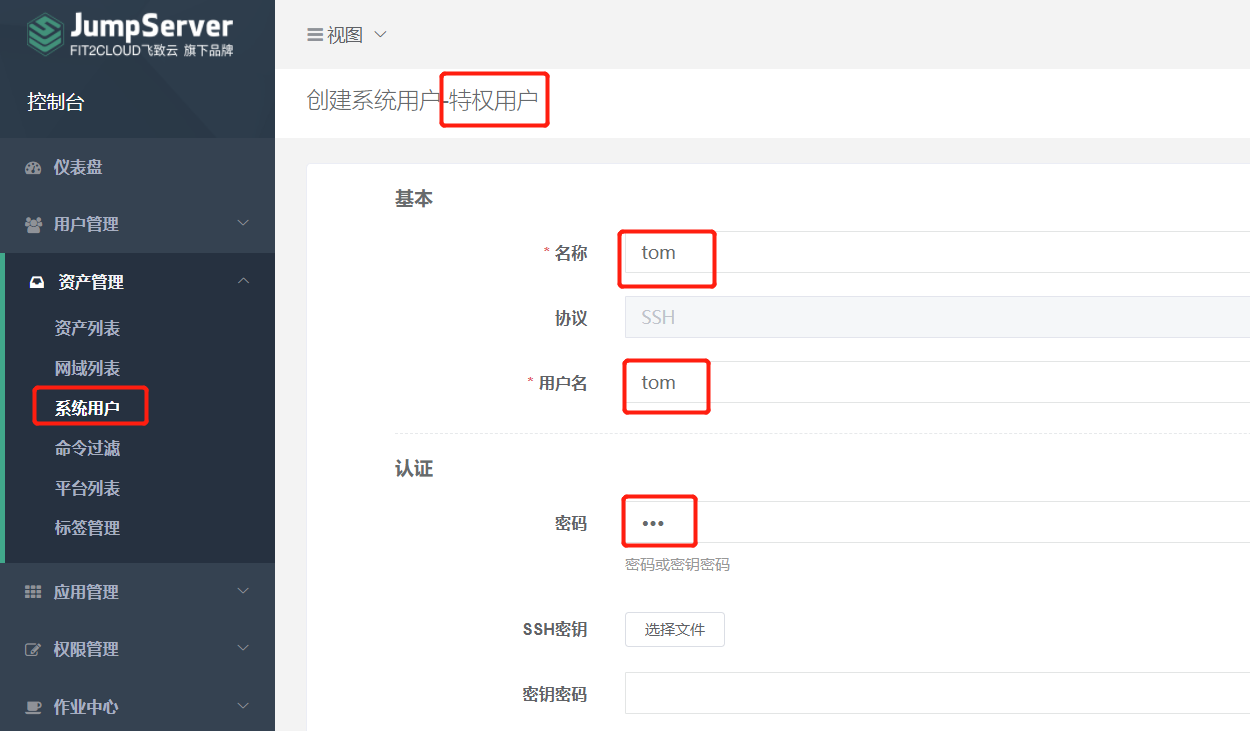 JumpServer
FIT2CLOUD飞致云 旗下品牌
控制台
仪表盘
用户管理
资产管理
资产列表
网域列表
系统用户
命令过滤
平台列表
标签管理
应用管理
权限管理
作业中心
视图
创建系统用户-特权用户
基本
* 名称 tom
协议 SSH
* 用户名 tom
认证
密码 •••
密码或密钥密码
SSH密钥 选择文件
密钥密码